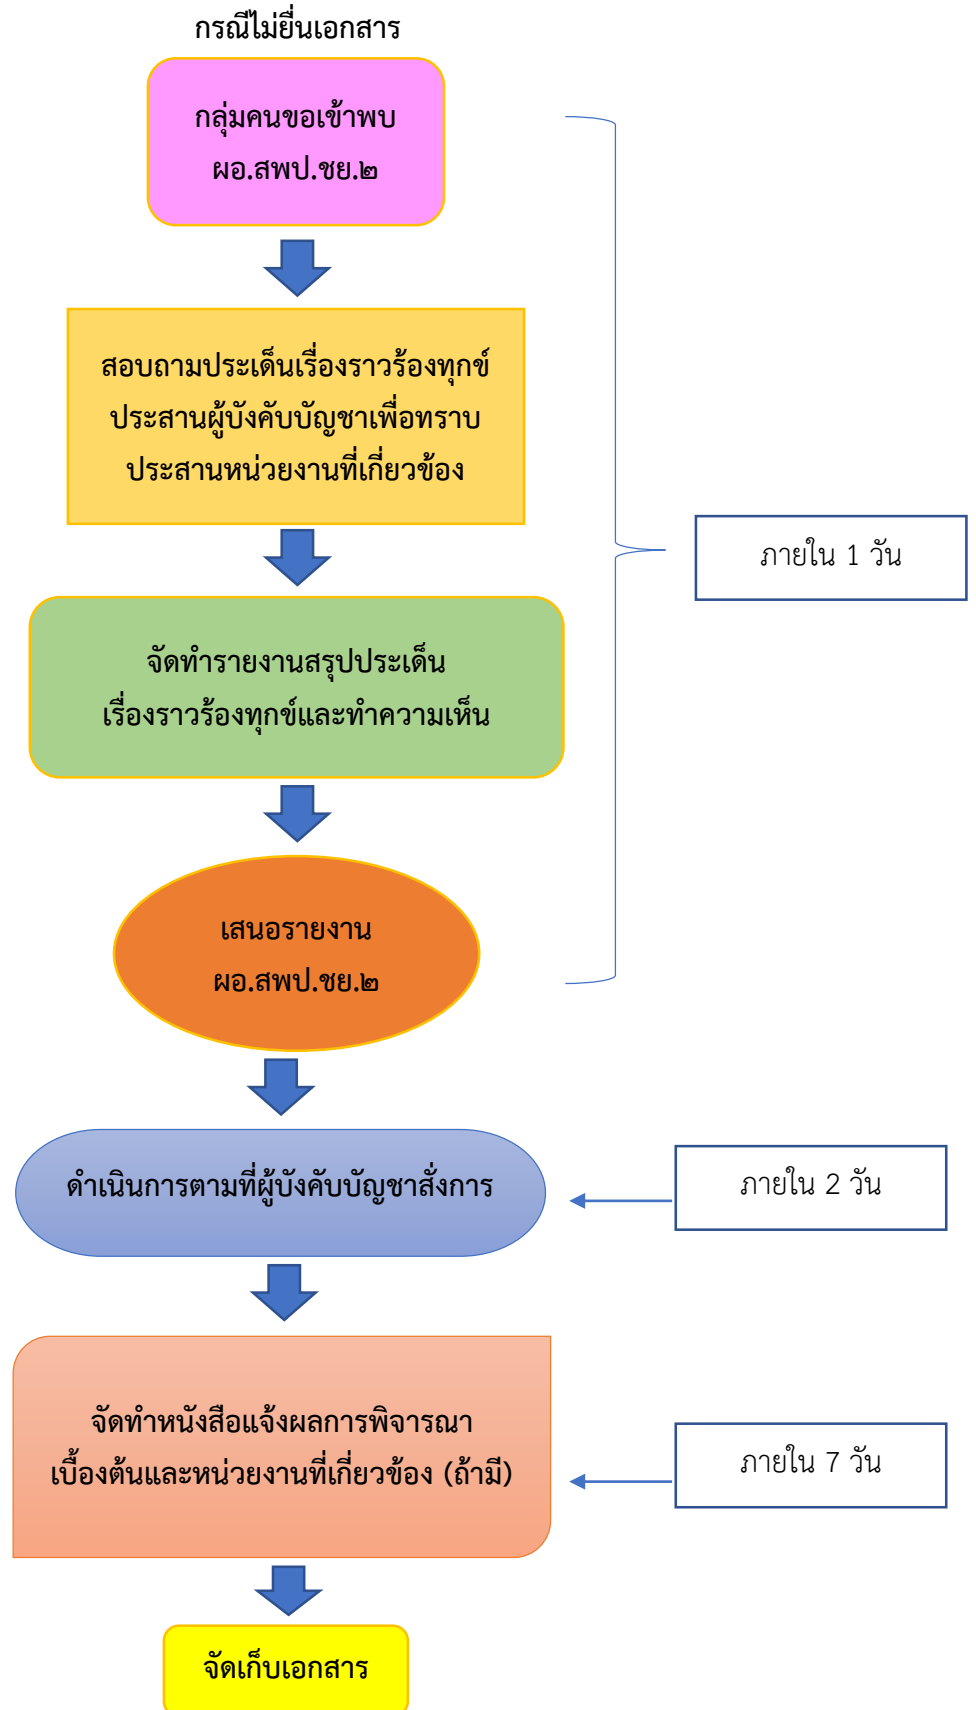 กรณีไม่ยื่นเอกสาร
กลุ่มคนขอเข้าพบ
ผอ.สพป.ชย.๒
สอบถามประเด็นเรื่องราวร้องทุกข์
ประสานผู้บังคับบัญชาเพื่อทราบ
ประสานหน่วยงานที่เกี่ยวข้อง
ภายใน 1 วัน
จัดทำรายงานสรุปประเด็น
เรื่องราวร้องทุกข์และทำความเห็น
เสนอรายงาน
ผอ.สพป.ชย.๒
ดำเนินการตามที่ผู้บังคับบัญชาสั่งการ
ภายใน 2 วัน
จัดทำหนังสือแจ้งผลการพิจารณา
เบื้องต้นและหน่วยงานที่เกี่ยวข้อง (ถ้ามี)
ภายใน 7 วัน
จัดเก็บเอกสาร